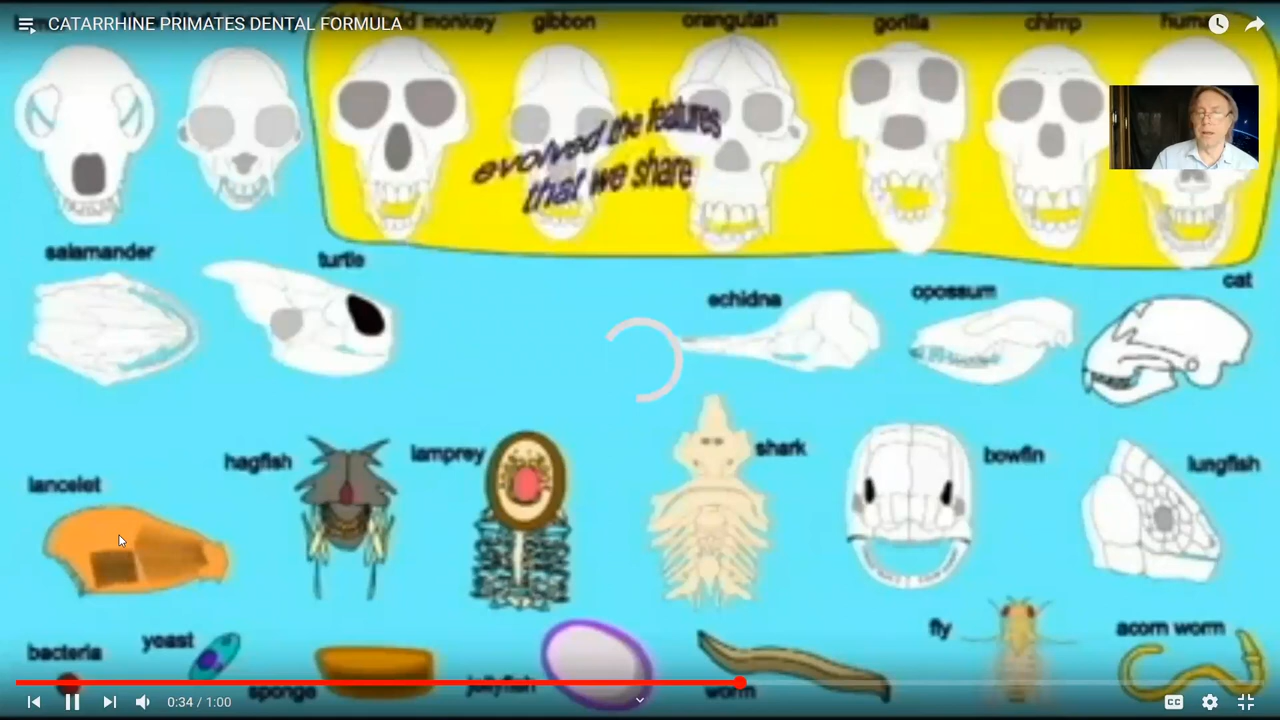 CATARRHINE PRIMATES DENTAL FORMULA
monkey gibbon orangutan gorilla chimp human
evolved the features
that we share
salamander turtle echidna opossum cat
lancelet hagfish lamprey shark bowfin lungfish
bacteria yeast sponge jellyfish worm fly acorn worm
0:34 / 1:00
CC